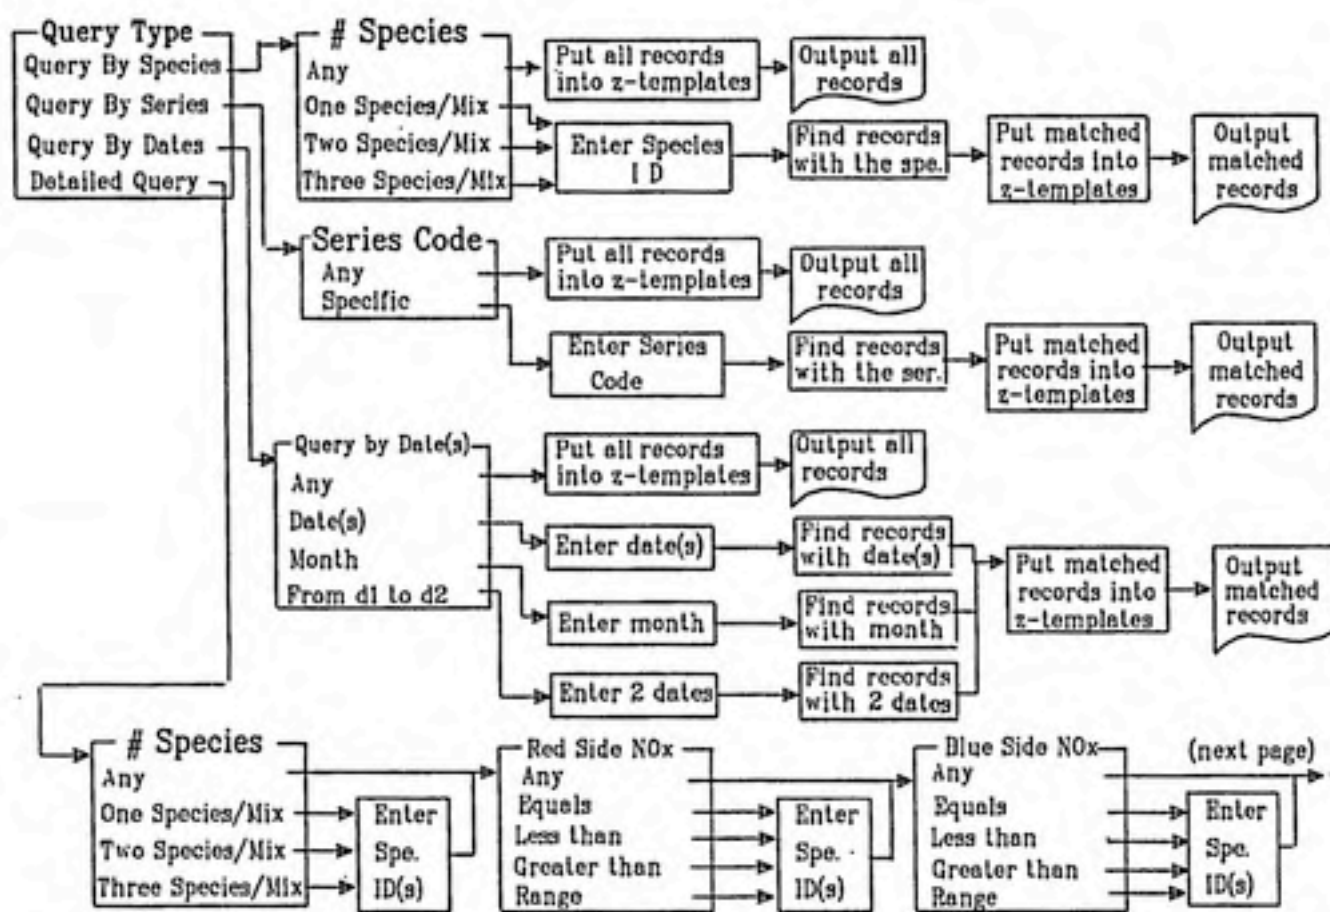 Query Type
Query By Species
Query By Series
Query By Dates
Detailed Query
# Species
Any
One Species/Mix
Two Species/Mix
Three Species/Mix
Put all records
into z-templates
Output all
records
Enter Species
I D
Find records
with the spe.
Put matched
records into
z-templates
Output
matched
records
Series Code
Any
Specific
Put all records
into z-templates
Output all
records
Enter Series
Code
Find records
with the ser.
Put matched
records into
z-templates
Output
matched
records
Query by Date(s)
Any
Date(s)
Month
From d1 to d2
Put all records
into z-templates
Output all
records
Enter date(s)
Find records
with date(s)
Enter month
Find records
with month
Enter 2 dates
Find records
with 2 dates
Put matched
records into
z-templates
Output
matched
records
# Species
Any
One Species/Mix
Two Species/Mix
Three Species/Mix
Enter
Spe.
ID(s)
Red Side NOx
Any
Equals
Less than
Greater than
Range
Enter
Spe.
ID(s)
Blue Side NOx
Any
Equals
Less than
Greater than
Range
(next page)
Enter
Spe.
ID(s)